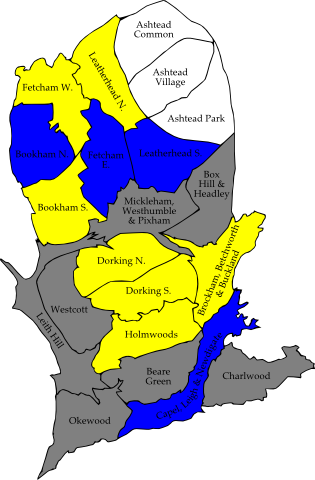 Ashtead
Common
Leatherhead N.
Ashtead
Village
Fetcham W.
Ashtead Park
Bookham N.
Fetcham
E.
Leatherhead S.
Box
Hill &
Headley
Bookham S.
Mickleham,
Westhumble
& Pixham
Dorking N.
Brockham, Betchworth
& Buckland
Dorking S.
Westcott
Leith Hill
Holmwoods
Beare
Green
Charlwood
Capel, Leigh & Newdigate
Okewood